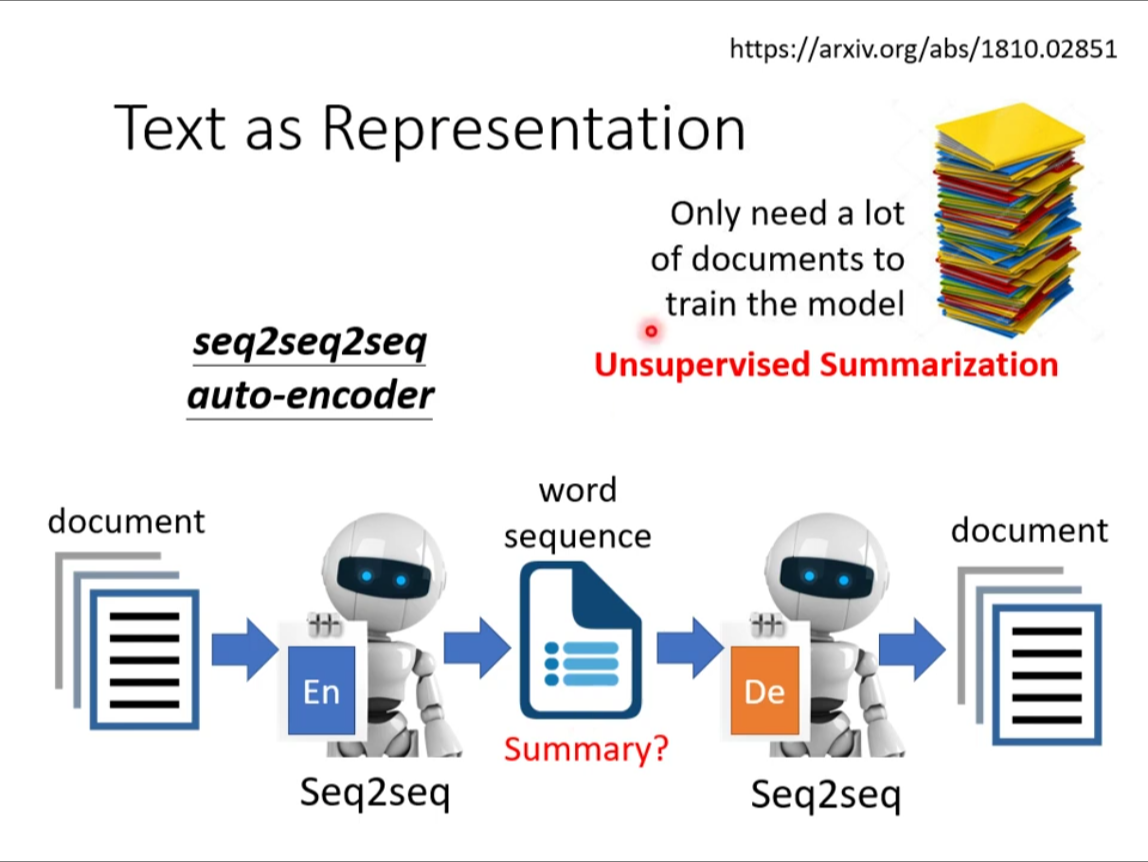 https://arxiv.org/abs/1810.02851
Text as Representation
Only need a lot
of documents to
train the model
Unsupervised Summarization
seq2seq2seq
auto-encoder
document
word
sequence
document
En
De
Summary?
Seq2seq
Seq2seq